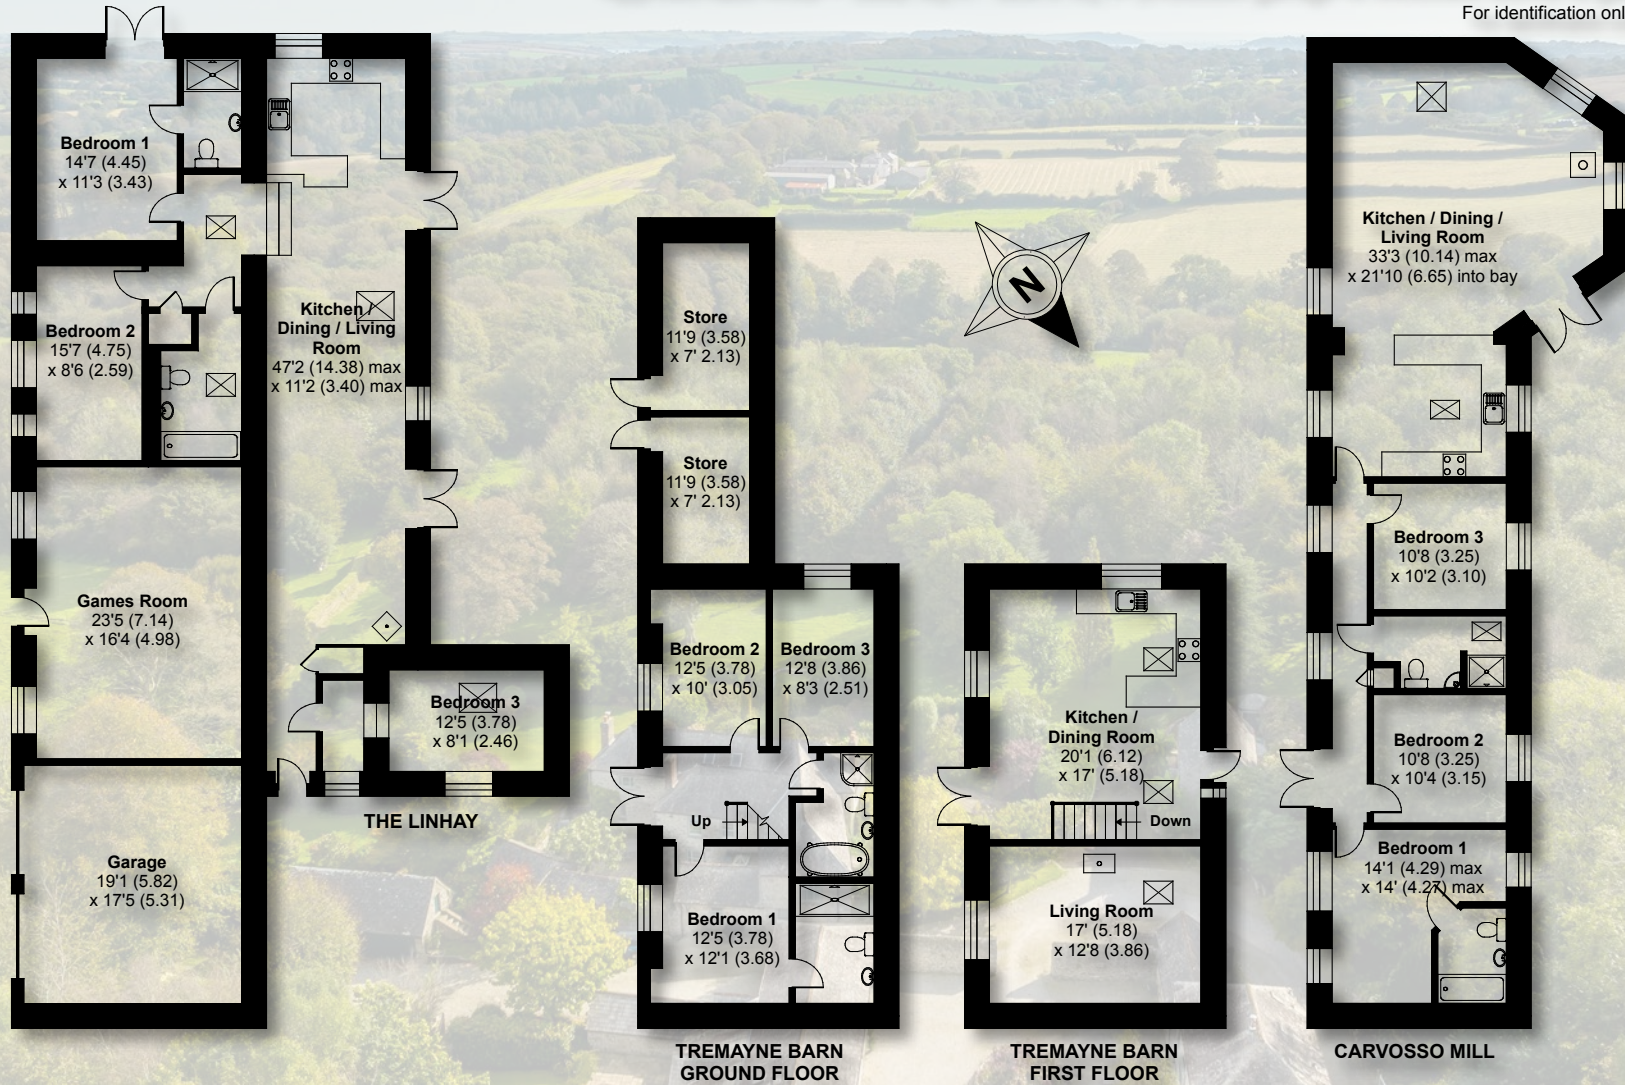 For identification onl
Bedroom 1
14'7 (4.45)
x 11'3 (3.43)
Bedroom 2
15'7 (4.75)
x 8'6 (2.59)
Kitchen /
Dining / Living
Room
47'2 (14.38) max
x 11'2 (3.40) max
Games Room
23'5 (7.14)
x 16'4 (4.98)
Bedroom 3
12'5 (3.78)
x 8'1 (2.46)
THE LINHAY
Garage
19'1 (5.82)
x 17'5 (5.31)
Store
11'9 (3.58)
x 7' 2.13)
Store
11'9 (3.58)
x 7' 2.13)
Bedroom 2
12'5 (3.78)
x 10' (3.05)
Bedroom 3
12'8 (3.86)
x 8'3 (2.51)
Up
Bedroom 1
12'5 (3.78)
x 12'1 (3.68)
TREMAYNE BARN
GROUND FLOOR
N
Kitchen /
Dining Room
20'1 (6.12)
x 17' (5.18)
Down
Living Room
17' (5.18)
x 12'8 (3.86)
TREMAYNE BARN
FIRST FLOOR
Kitchen / Dining /
Living Room
33'3 (10.14) max
x 21'10 (6.65) into bay
Bedroom 3
10'8 (3.25)
x 10'2 (3.10)
Bedroom 2
10'8 (3.25)
x 10'4 (3.15)
Bedroom 1
14'1 (4.29) max
x 14' (4.27) max
CARVOSSO MILL